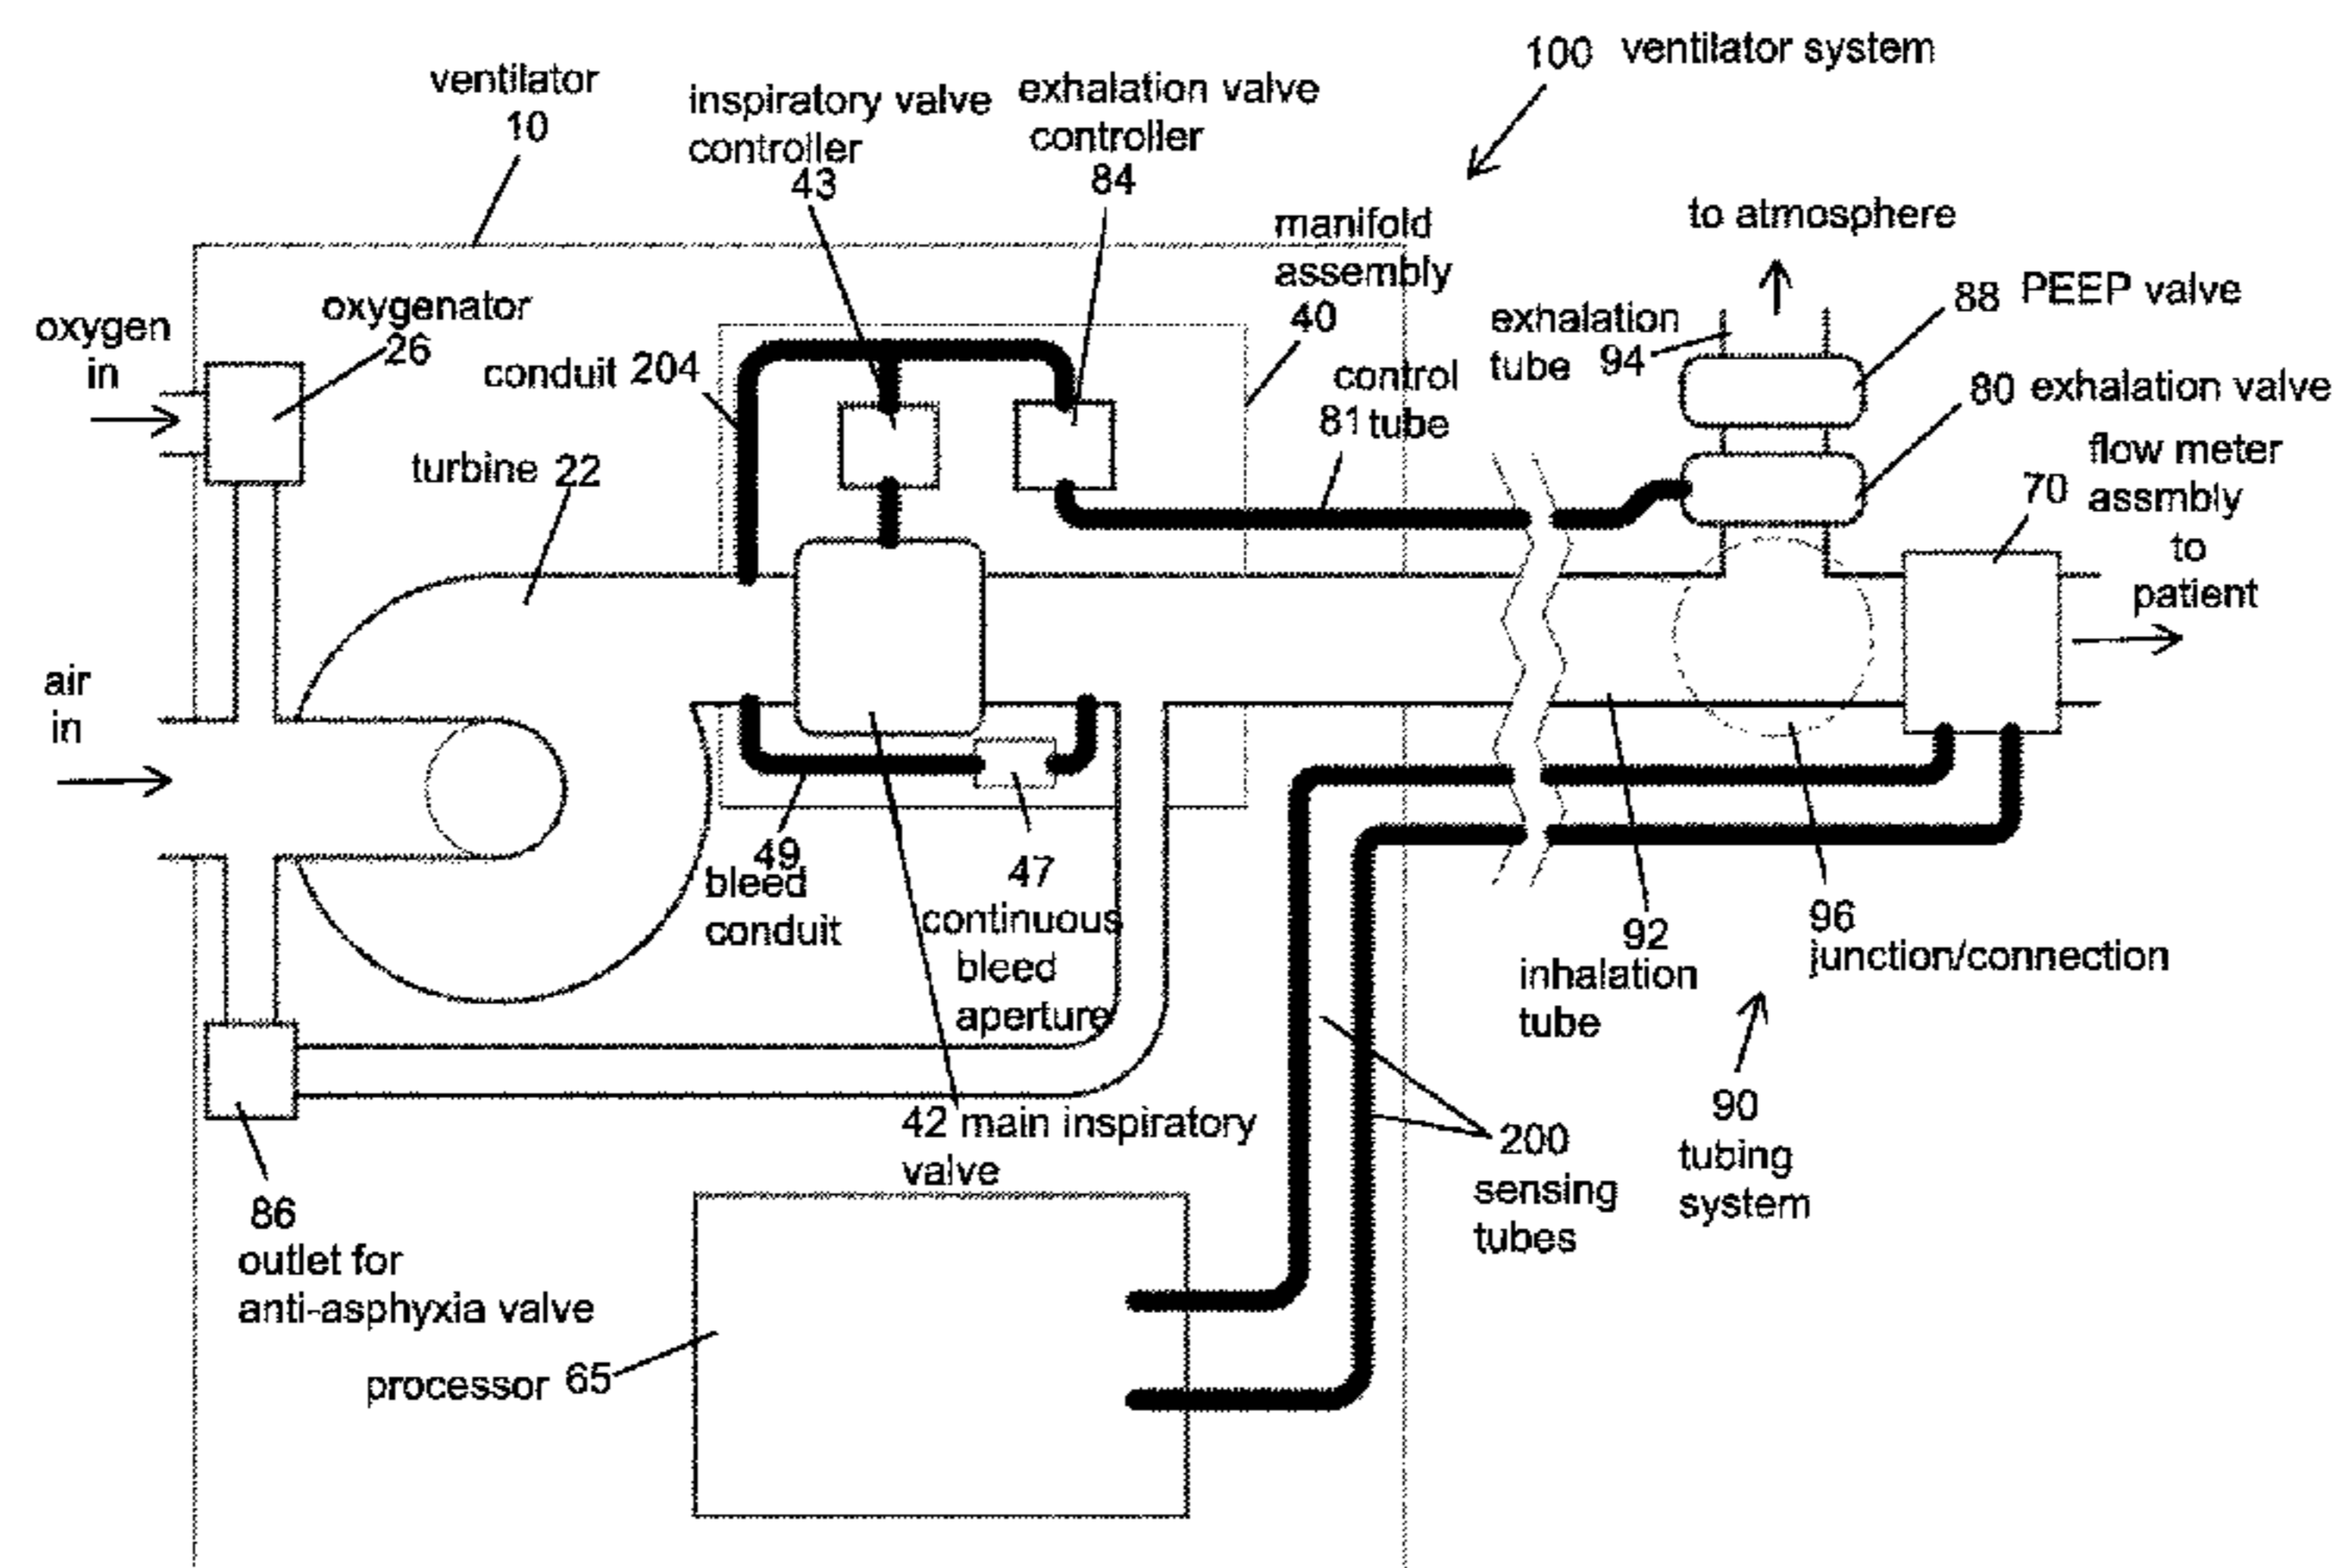 100 ventilator system
ventilator
10
inspiratory valve
controller
43
exhalation valve
controller
84
manifold
assembly
40
to atmosphere
88 PEEP valve
exhalation
tube 94
80 exhalation valve
oxygen
in
oxygenator
26
conduit 204
control
81 tube
flow meter
70 assmbly
to
patient
turbine 22
air
in
49
bleed
conduit
47
continuous
bleed
aperture
92
inhalation
tube
96
junction/connection
42 main inspiratory
valve
90
tubing
system
200
sensing
tubes
86
outlet for
anti-asphyxia valve
processor 65